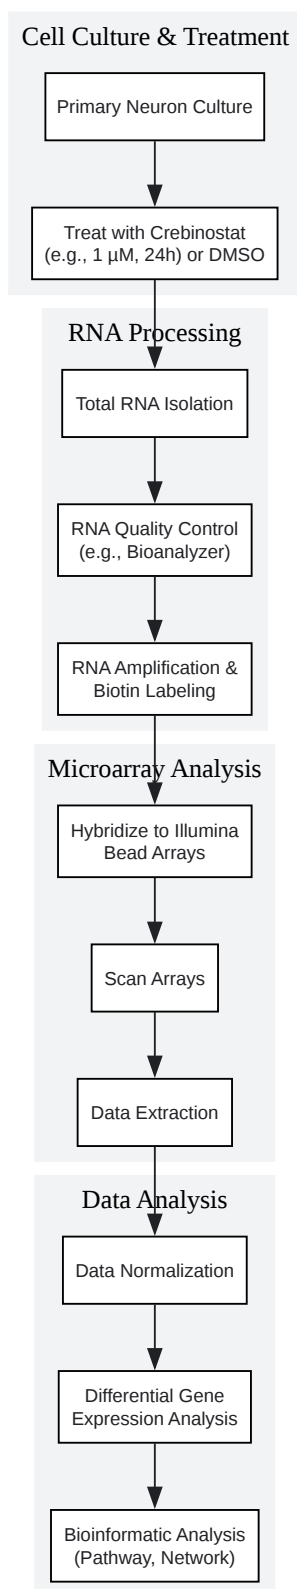 Cell Culture & Treatment
Primary Neuron Culture
Treat with Crebinostat
(e.g., 1 µM, 24h) or DMSO
RNA Processing
Total RNA Isolation
RNA Quality Control
(e.g., Bioanalyzer)
RNA Amplification &
Biotin Labeling
Microarray Analysis
Hybridize to Illumina
Bead Arrays
Scan Arrays
Data Extraction
Data Analysis
Data Normalization
Differential Gene
Expression Analysis
Bioinformatic Analysis
(Pathway, Network)